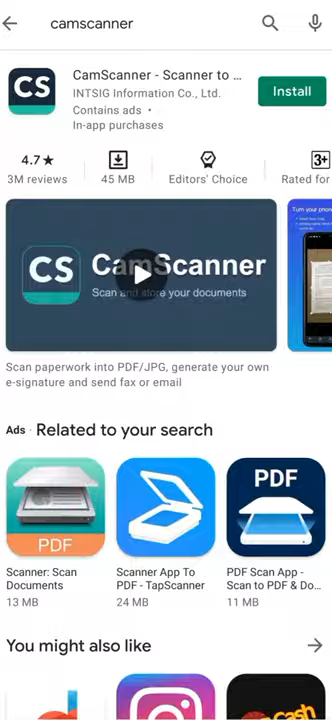 camscanner
CS
CamScanner - Scanner to ...
INTSIG Information Co., Ltd.
Contains ads •
In-app purchases
Install
4.7★
3M reviews
45 MB
Editors' Choice
3+
Rated for
CS CamScanner
Scan and store your documents
Turn your phone
Scan paperwork into PDF/JPG, generate your own
e-signature and send fax or email
Ads · Related to your search
PDF
PDF
Scanner: Scan
Documents
13 MB
Scanner App To
PDF - TapScanner
24 MB
PDF Scan App -
Scan to PDF & Do...
11 MB
You might also like
Cash